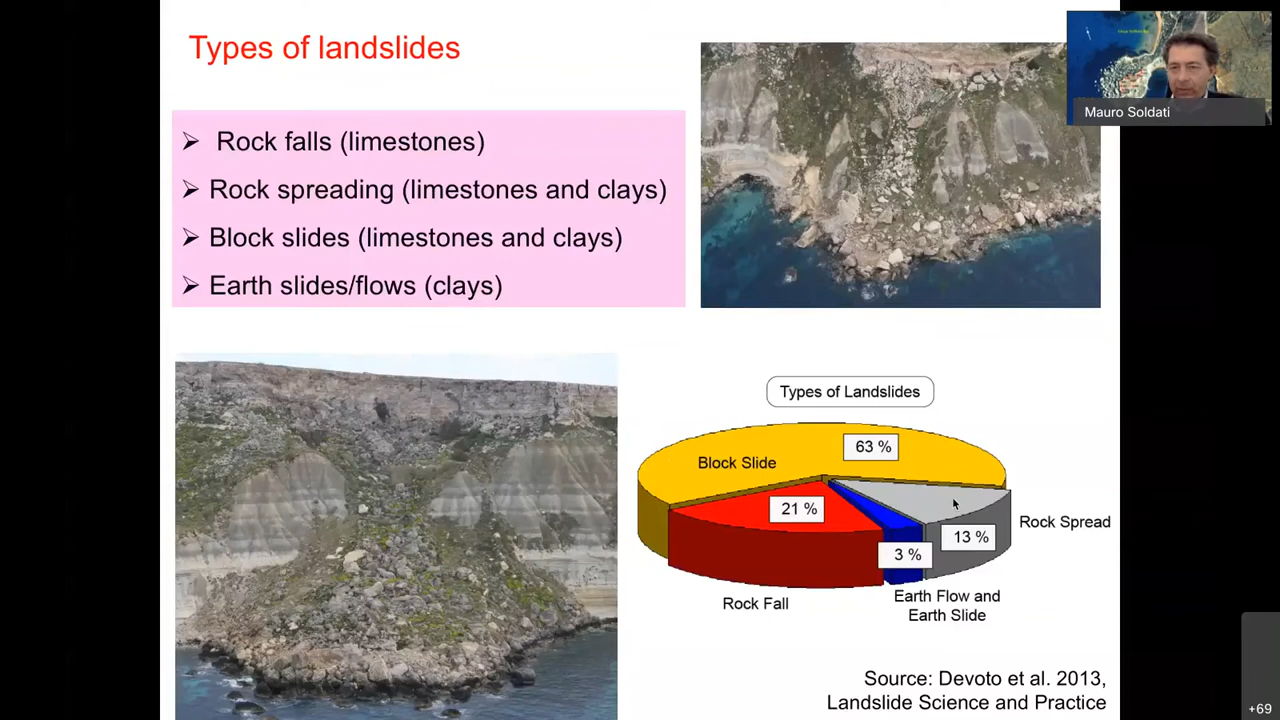 Types of landslides
➢ Rock falls (limestones)
➢ Rock spreading (limestones and clays)
➢ Block slides (limestones and clays)
➢ Earth slides/flows (clays)
Mauro Soldati
Types of Landslides
63 %
Block Slide
21 %
Rock Spread
13 %
3 %
Rock Fall
Earth Flow and
Earth Slide
Source: Devoto et al. 2013,
Landslide Science and Practice
+69